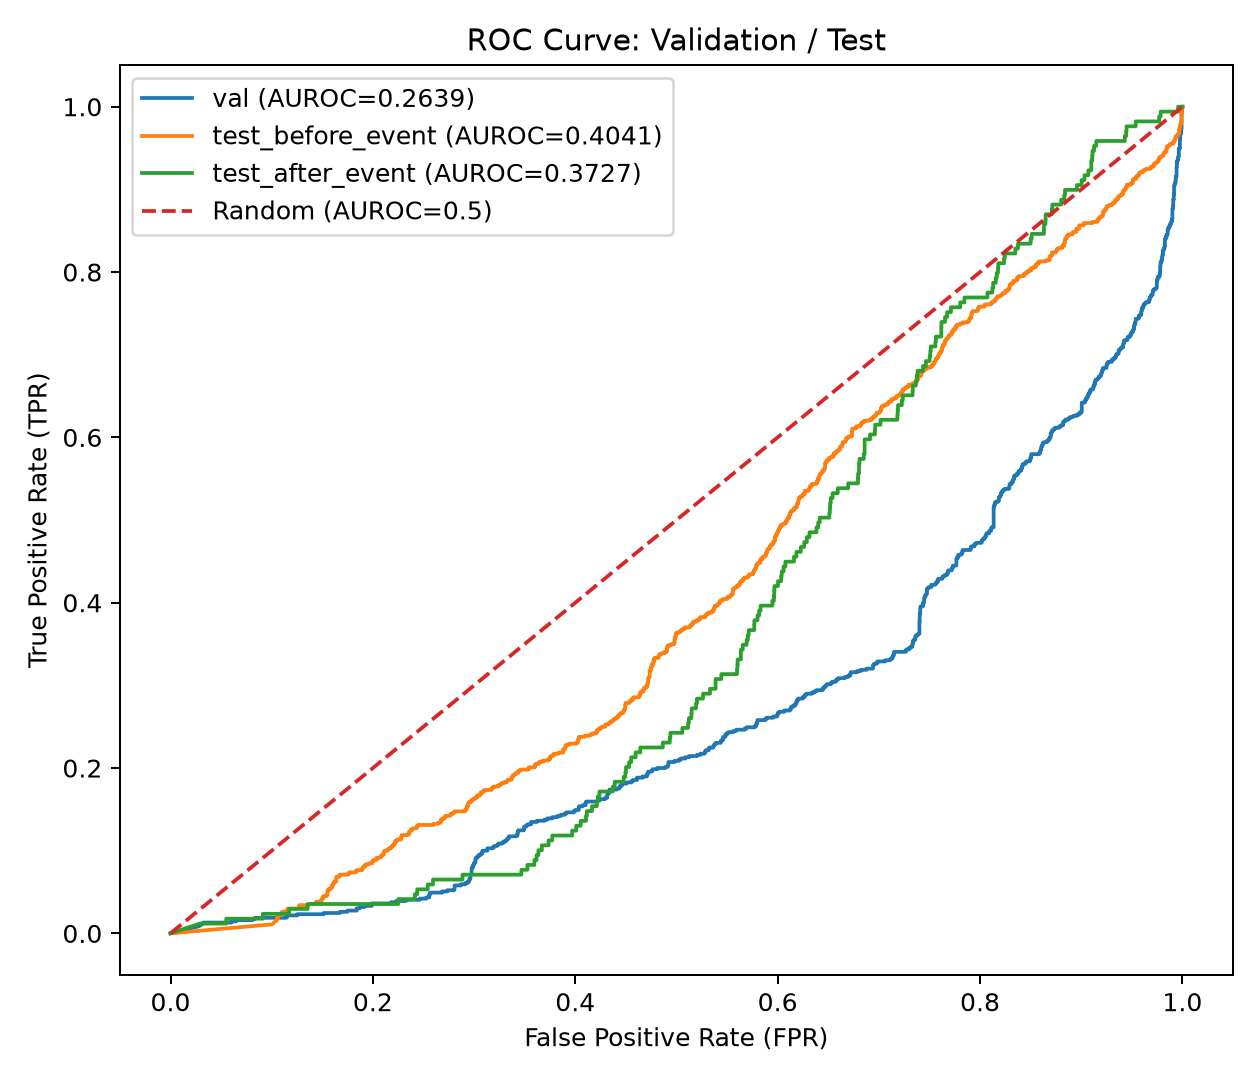 ROC Curve: Validation / Test
val (AUROC=0.2639)
test_before_event (AUROC=0.4041)
test_after_event (AUROC=0.3727)
Random (AUROC=0.5)
1.0
0.8
0.6
0.4
0.2
0.0
True Positive Rate (TPR)
0.0 0.2 0.4 0.6 0.8 1.0
False Positive Rate (FPR)